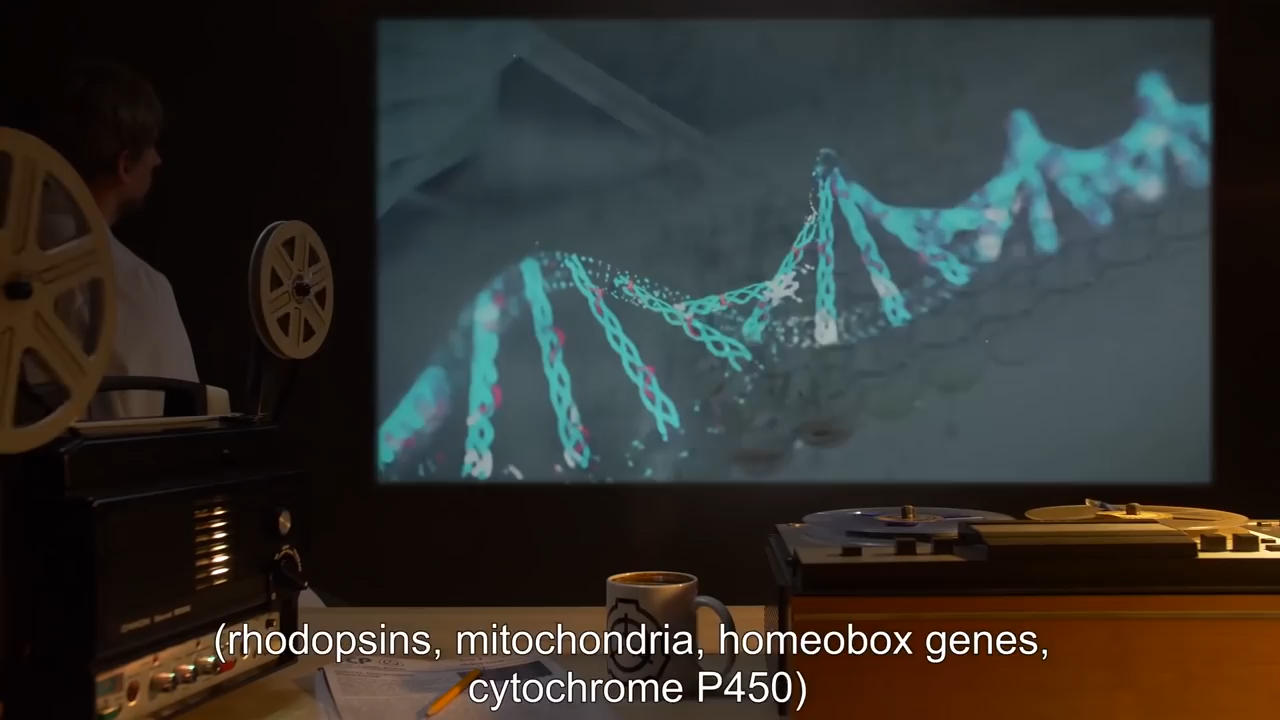 (rhodopsins, mitochondria, homeobox genes,
cytochrome P450)